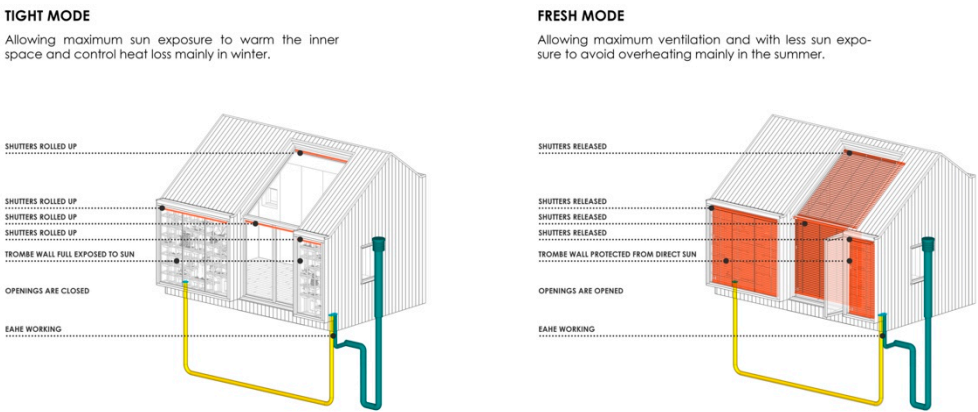 TIGHT MODE
Allowing maximum sun exposure to warm the inner
space and control heat loss mainly in winter.
SHUTTERS ROLLED UP
SHUTTERS ROLLED UP
SHUTTERS ROLLED UP
SHUTTERS ROLLED UP
TROMBE WALL FULL EXPOSED TO SUN
OPENINGS ARE CLOSED
EAHE WORKING
FRESH MODE
Allowing maximum ventilation and with less sun expo-
sure to avoid overheating mainly in the summer.
SHUTTERS RELEASED
SHUTTERS RELEASED
SHUTTERS RELEASED
SHUTTERS RELEASED
TROMBE WALL PROTECTED FROM DIRECT SUN
OPENINGS ARE OPENED
EAHE WORKING